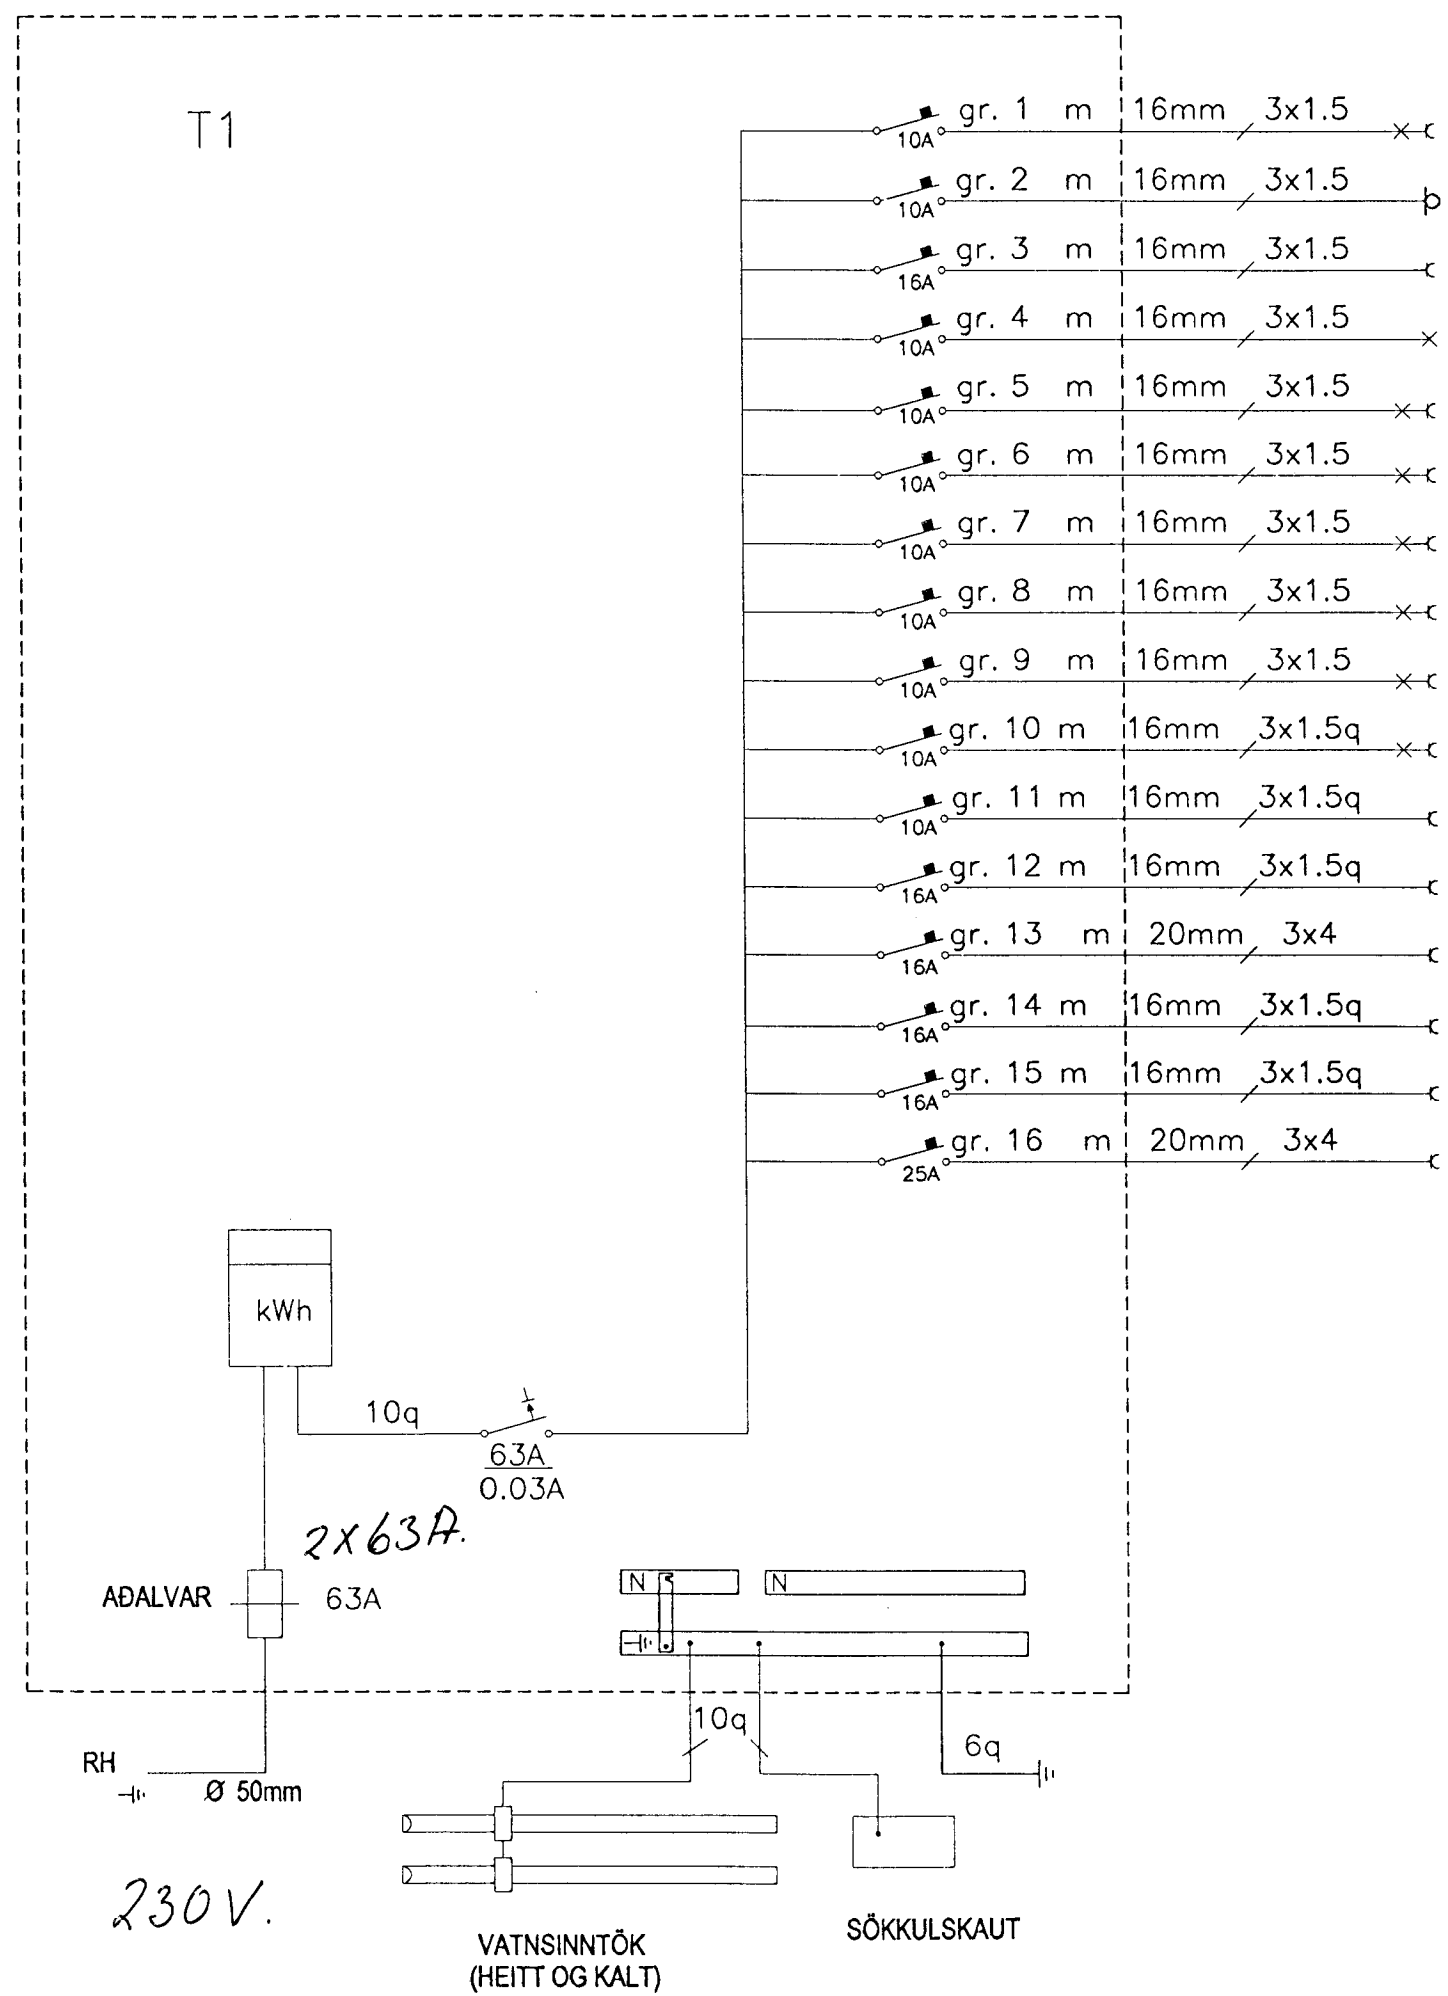 T1
gr. 1 m 16mm 3x1.5
10A
gr. 2 m 16mm 3x1.5
10A
gr. 3 m 16mm 3x1.5
16A
gr. 4 m 16mm 3x1.5
10A
gr. 5 m 16mm 3x1.5
10A
gr. 6 m 16mm 3x1.5
10A
gr. 7 m 16mm 3x1.5
10A
gr. 8 m 16mm 3x1.5
10A
gr. 9 m 16mm 3x1.5
10A
gr. 10 m 16mm 3x1.5q
10A
gr. 11 m 16mm 3x1.5q
10A
gr. 12 m 16mm 3x1.5q
16A
gr. 13 m 20mm 3x4
16A
gr. 14 m 16mm 3x1.5q
16A
gr. 15 m 16mm 3x1.5q
16A
gr. 16 m 20mm 3x4
25A
kWh
10q
63A
0.03A
2x63A.
AÐALVAR 63A
N N
10q
6q
RH
Ø 50mm
230V.
VATNSINNTÖK
(HEITT OG KALT)
SÖKKULSKAUT